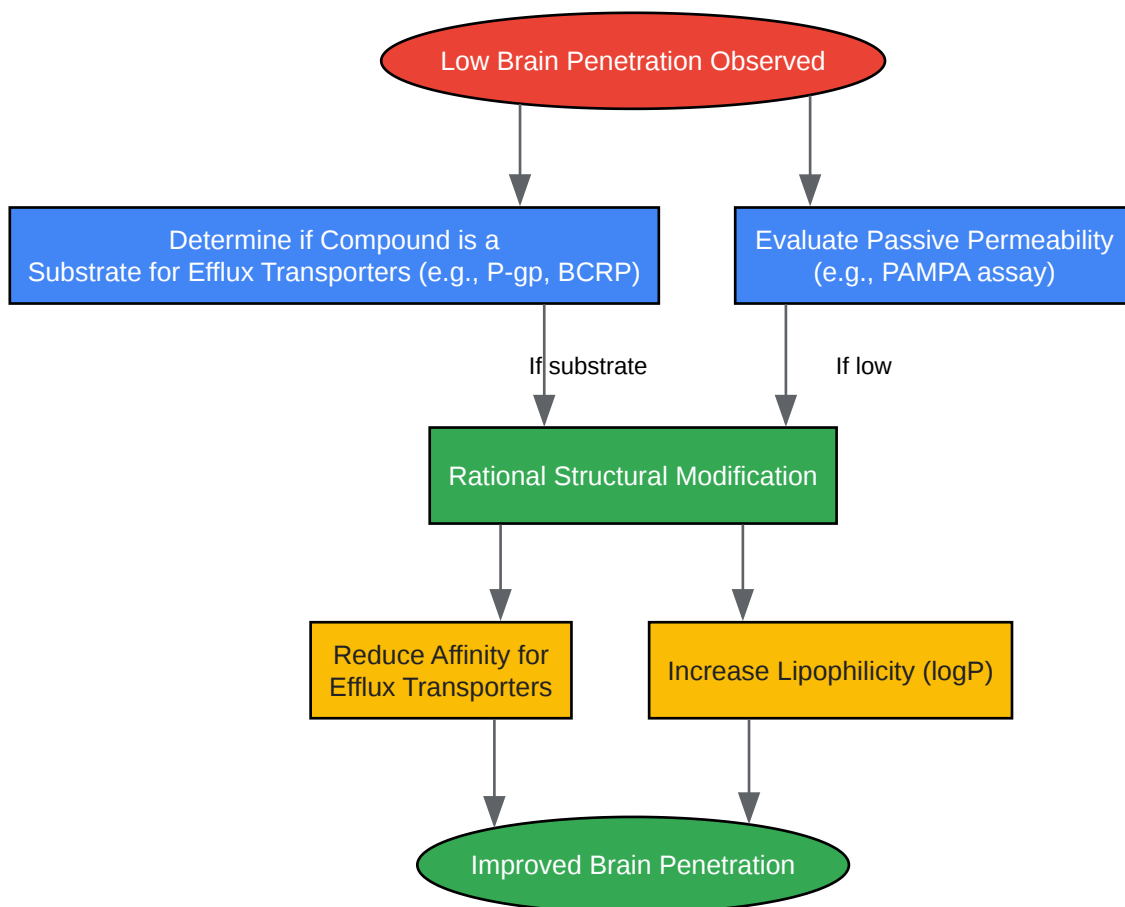 Low Brain Penetration Observed
Determine if Compound is a
Substrate for Efflux Transporters (e.g., P-gp, BCRP)
Evaluate Passive Permeability
(e.g., PAMPA assay)
If substrate
If low
Rational Structural Modification
Reduce Affinity for
Efflux Transporters
Increase Lipophilicity (logP)
Improved Brain Penetration